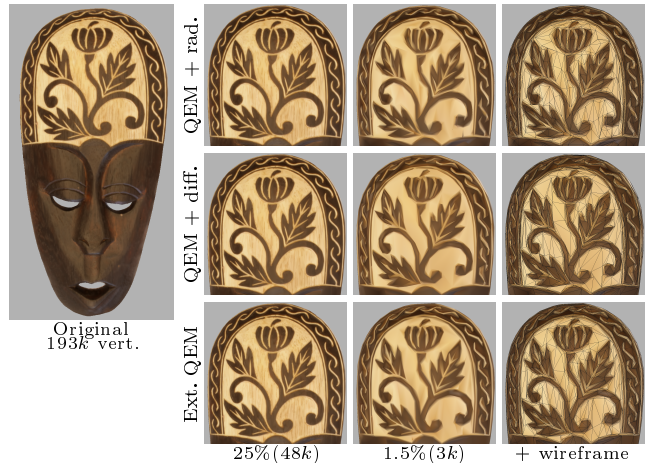 Original
193k vert.
QEM + rad.
QEM + diff.
Ext. QEM
25%(48k)
1.5%(3k)
+ wireframe